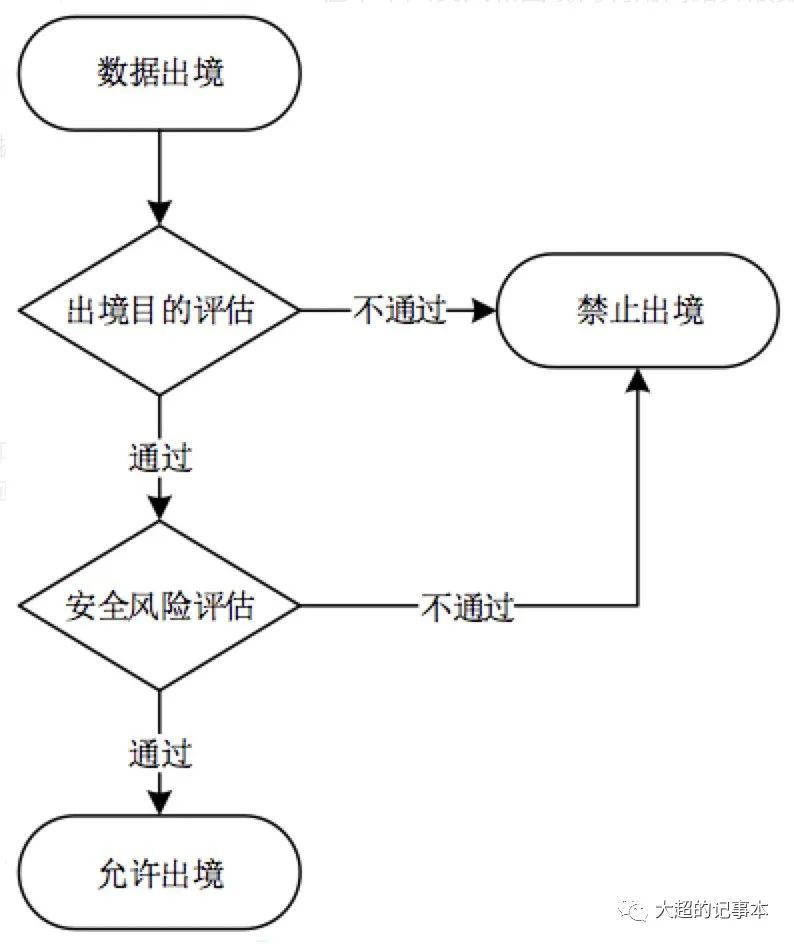 数据出境
出境目的评估
不通过
禁止出境
通过
安全风险评估
不通过
通过
允许出境
大超的记事本